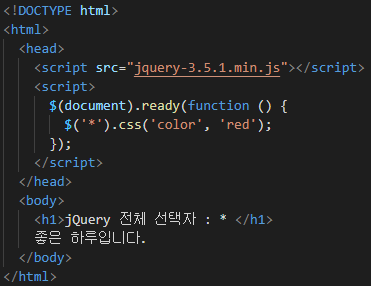 <!DOCTYPE html>
<html>
  <head>
    <script src="jquery-3.5.1.min.js"></script>
    <script>
      $(document).ready(function () {
        $('*').css('color', 'red');
      });
    </script>
  </head>
  <body>
    <h1>jQuery 전체 선택자 : * </h1>
    좋은 하루입니다.
  </body>
</html>